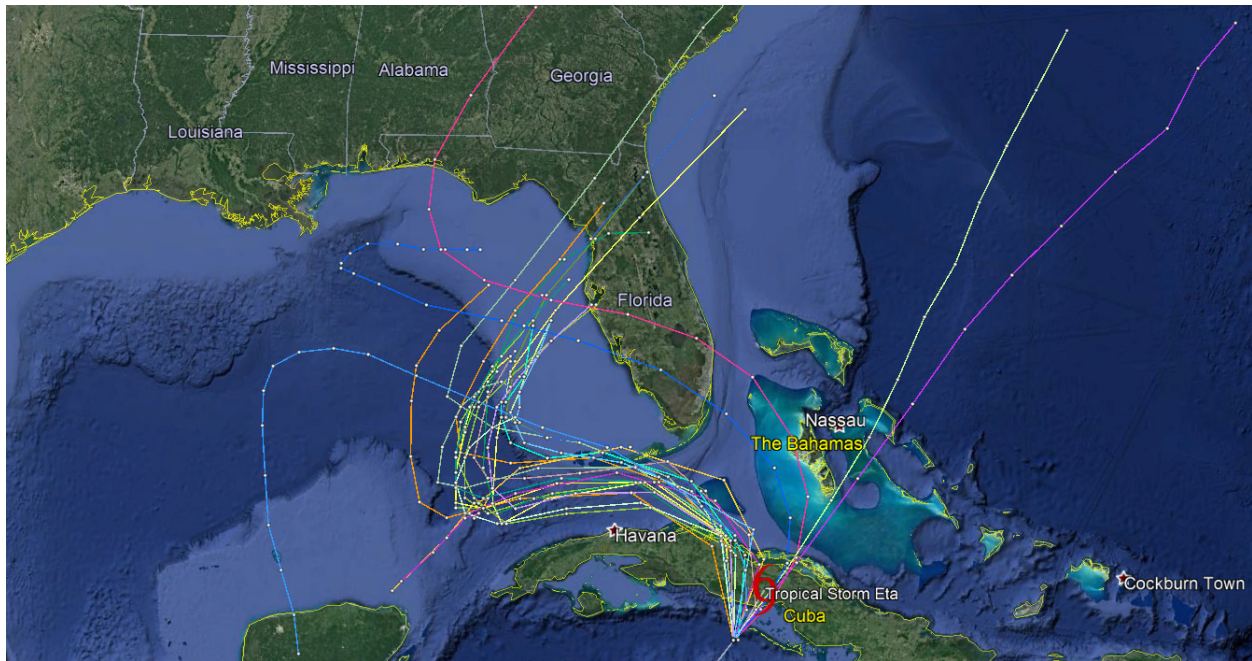 Mississippi
Alabama
Georgia
Louisiana
Florida
Nassau
The Bahamas
Havana
Cockburn Town
Tropical Storm Eta
Cuba